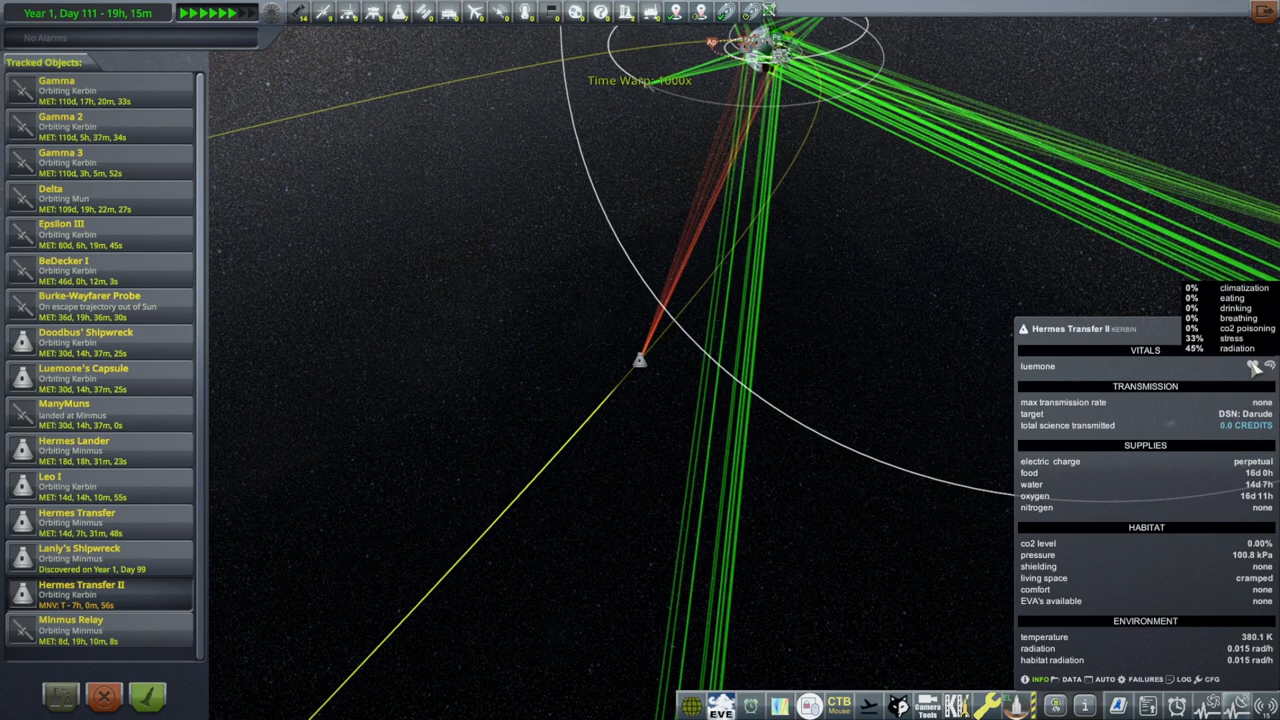 Year 1, Day 111 - 19h, 15m
No Alarms
Tracked Objects:
Gamma
Orbiting Kerbin
MET: 110d, 17h, 20m, 33s
Gamma 2
Orbiting Kerbin
MET: 110d, 5h, 37m, 34s
Gamma 3
Orbiting Kerbin
MET: 110d, 3h, 5m, 52s
Delta
Orbiting Mun
MET: 109d, 19h, 22m, 27s
Epsilon III
Orbiting Kerbin
MET: 80d, 6h, 19m, 45s
BeDecker I
Orbiting Kerbin
MET: 46d, 0h, 12m, 3s
Burke-Wayfarer Probe
On escape trajectory out of Sun
MET: 36d, 19h, 36m, 30s
Doodbus' Shipwreck
Orbiting Kerbin
MET: 30d, 14h, 37m, 25s
Luemone's Capsule
Orbiting Kerbin
MET: 30d, 14h, 37m, 25s
ManyMuns
landed at Minmus
MET: 30d, 14h, 37m, 0s
Hermes Lander
Orbiting Minmus
MET: 18d, 18h, 31m, 23s
Leo I
Orbiting Kerbin
MET: 14d, 14h, 10m, 55s
Hermes Transfer
Orbiting Minmus
MET: 14d, 7h, 31m, 48s
Lanly's Shipwreck
Orbiting Minmus
Discovered on Year 1, Day 99
Hermes Transfer II
Orbiting Kerbin
MNV: T - 7h, 0m, 56s
Minmus Relay
Orbiting Minmus
MET: 8d, 19h, 10m, 8s
Ap
Pe
Time Warp: 1000x
0% climatization
0% eating
0% drinking
0% breathing
0% co2 poisoning
33% stress
45% radiation
Hermes Transfer II KERBIN
VITALS
luemone
TRANSMISSION
max transmission rate none
target DSN: Darude
total science transmitted 0.0 CREDITS
SUPPLIES
electric charge perpetual
food 16d 0h
water 14d 7h
oxygen 16d 11h
nitrogen none
HABITAT
co2 level 0.00%
pressure 100.8 kPa
shielding none
living space cramped
comfort none
EVA's available none
ENVIRONMENT
temperature 380.1 K
radiation 0.015 rad/h
habitat radiation 0.015 rad/h
INFO DATA AUTO FAILURES LOG CFG
EVE
CTB
Mouse
Camera
Tools